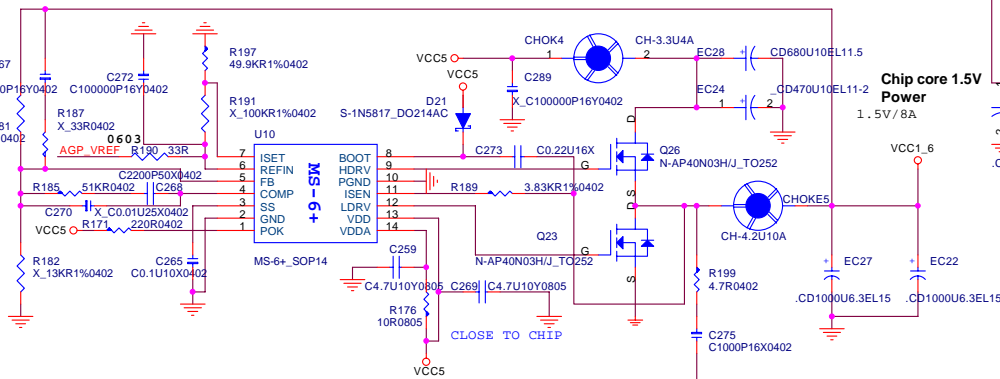 67
0P16Y0402
81
0402
R187
X_33R0402
C272
C100000P16Y0402
R197
49.9KR1%0402
R191
X_100KR1%0402
0603
AGP_VREF
R190
33R
C2200P50X0402
R185
51KR0402
C268
C270
X_C0.01U25X0402
VCC5
R171
220R0402
R182
X_13KR1%0402
C265
C0.1U10X0402
U10
MS-6+
7 ISET
6 REFIN
5 FB
4 COMP
3 SS
2 GND
1 POK
BOOT 8
HDRV 9
PGND 10
ISEN 11
LDRV 12
VDD 13
VDDA 14
MS-6+_SOP14
VCC5
VCC5
D21
S-1N5817_DO214AC
C289
X_C100000P16Y0402
CHOK4
1
2
CH-3.3U4A
EC28
CD680U10EL11.5
EC24
1
2
_CD470U10EL11-2
Chip core 1.5V
Power
1.5V/8A
C273
C0.22U16X
R189
3.83KR1%0402
D
G
S
Q26
N-AP40N03H/J_TO252
D
G
S
Q23
N-AP40N03H/J_TO252
C259
C4.7U10Y0805
C269
C4.7U10Y0805
R176
10R0805
VCC5
CLOSE TO CHIP
CHOKE5
CH-4.2U10A
R199
4.7R0402
C275
C1000P16X0402
VCC1_6
EC27
.CD1000U6.3EL15
EC22
.CD1000U6.3EL15